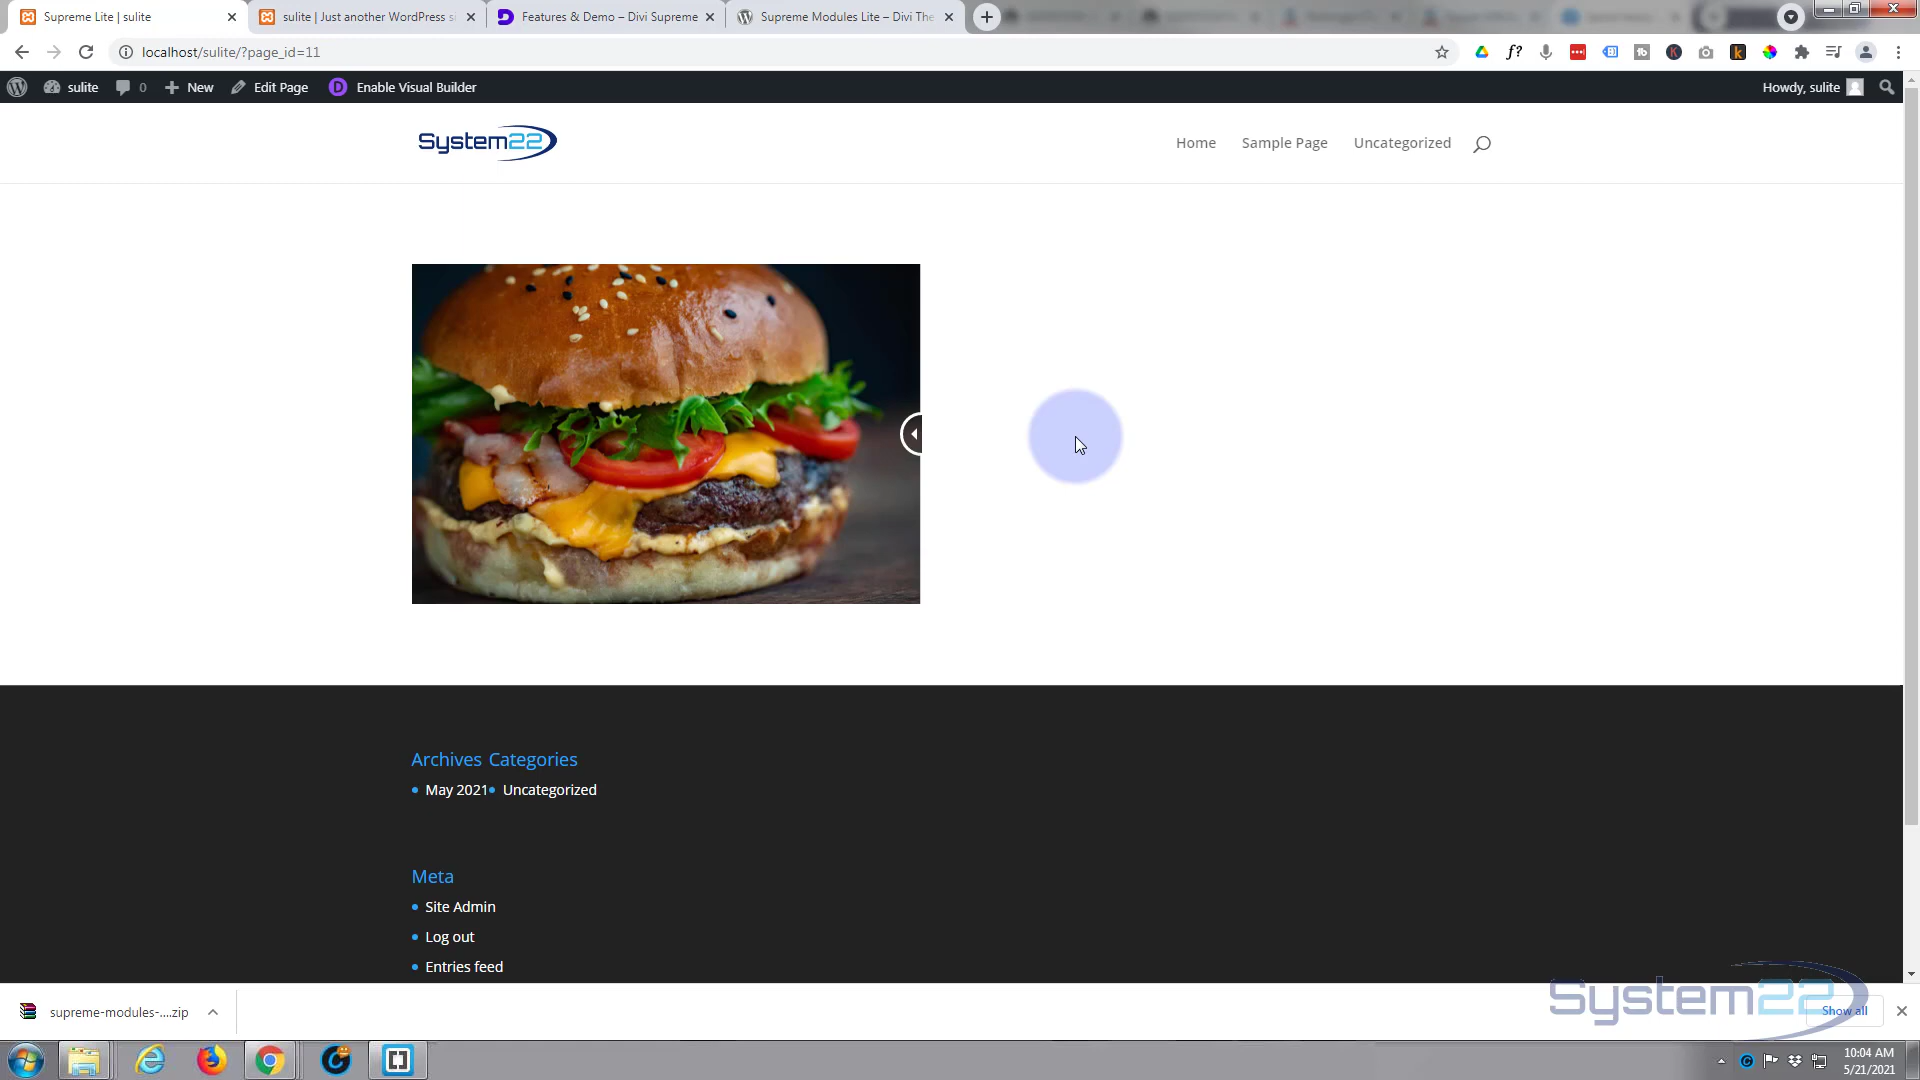 Supreme Lite | sulite
sulite | Just another WordPress si
Features & Demo – Divi Supreme
Supreme Modules Lite – Divi The
localhost/sulite/?page_id=11
sulite
0
New
Edit Page
Enable Visual Builder
Howdy, sulite
System22
Home
Sample Page
Uncategorized
Archives Categories
May 2021 Uncategorized
Meta
Site Admin
Log out
Entries feed
supreme-modules-....zip
System22
Show all
10:04 AM
5/21/2021